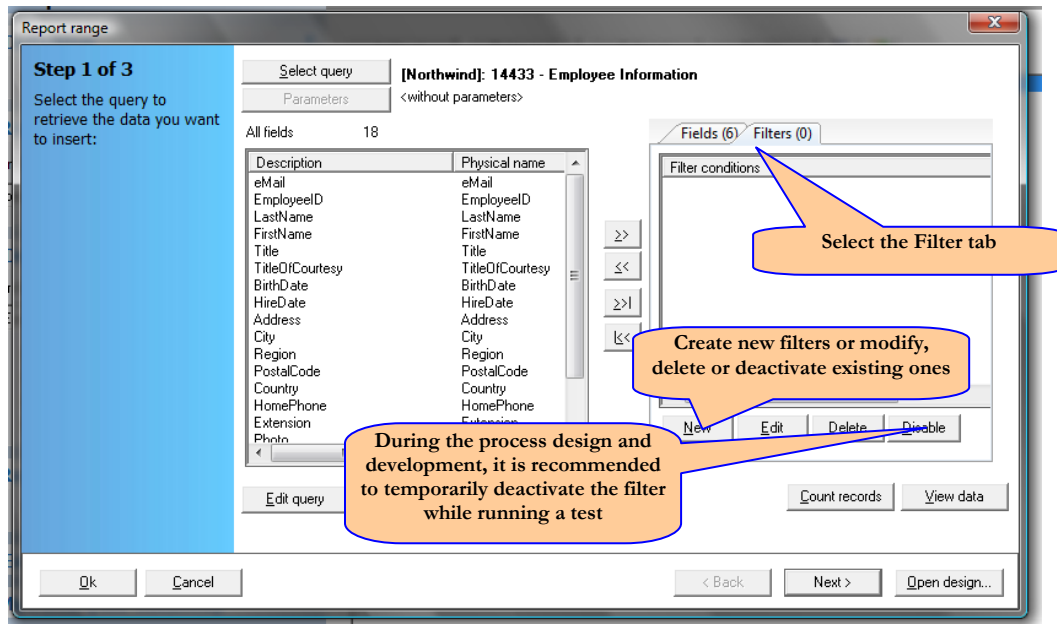 Report range
Step 1 of 3
Select the query to
retrieve the data you want
to insert:
Select query
[Northwind]: 14433 - Employee Information
Parameters
<without parameters>
All fields 18
Description Physical name
eMail eMail
EmployeeID EmployeeID
LastName LastName
FirstName FirstName
Title Title
TitleOfCourtesy TitleOfCourtesy
BirthDate BirthDate
HireDate HireDate
Address Address
City City
Region Region
PostalCode PostalCode
Country Country
HomePhone HomePhone
Extension Extension
Photo
>>
<<
>>|
|<<
Fields (6) Filters (0)
Filter conditions
Select the Filter tab
Create new filters or modify,
delete or deactivate existing ones
New Edit Delete Disable
During the process design and
development, it is recommended
to temporarily deactivate the filter
while running a test
Edit query
Count records View data
Ok Cancel < Back Next > Open design...